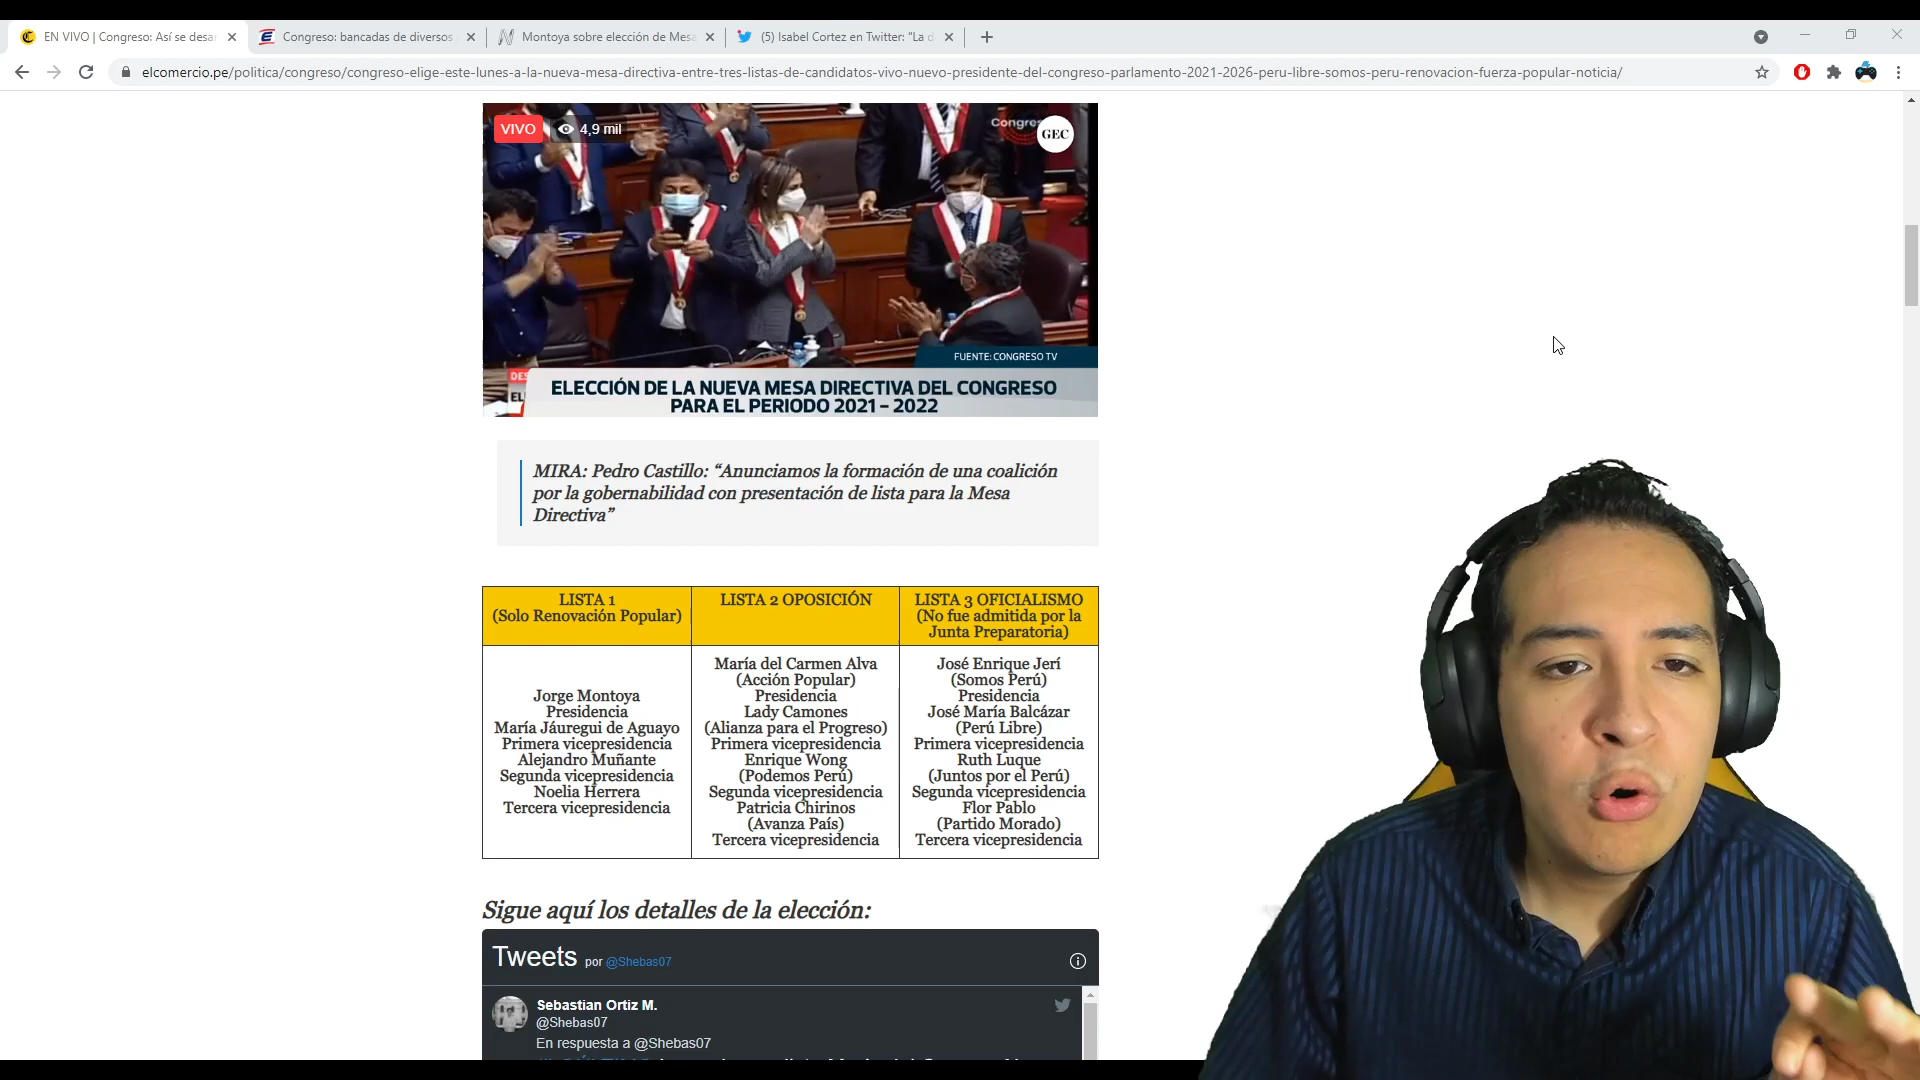 EN VIVO | Congreso: Así se desar
Congreso: bancadas de diversos
Montoya sobre elección de Mesa
(5) Isabel Cortez en Twitter: "La d
elcomercio.pe/politica/congreso/congreso-elige-este-lunes-a-la-nueva-mesa-directiva-entre-tres-listas-de-candidatos-vivo-nuevo-presidente-del-congreso-parlamento-2021-2026-peru-libre-somos-peru-renovacion-fuerza-popular-noticia/
VIVO 4,9 mil
Congre
GEC
FUENTE: CONGRESO TV
DES
EL
ELECCIÓN DE LA NUEVA MESA DIRECTIVA DEL CONGRESO
PARA EL PERIODO 2021 – 2022
MIRA: Pedro Castillo: “Anunciamos la formación de una coalición
por la gobernabilidad con presentación de lista para la Mesa
Directiva”
LISTA 1
(Solo Renovación Popular)
LISTA 2 OPOSICIÓN
LISTA 3 OFICIALISMO
(No fue admitida por la
Junta Preparatoria)
Jorge Montoya
Presidencia
María Jáuregui de Aguayo
Primera vicepresidencia
Alejandro Muñante
Segunda vicepresidencia
Noelia Herrera
Tercera vicepresidencia
María del Carmen Alva
(Acción Popular)
Presidencia
Lady Camones
(Alianza para el Progreso)
Primera vicepresidencia
Enrique Wong
(Podemos Perú)
Segunda vicepresidencia
Patricia Chirinos
(Avanza País)
Tercera vicepresidencia
José Enrique Jerí
(Somos Perú)
Presidencia
José María Balcázar
(Perú Libre)
Primera vicepresidencia
Ruth Luque
(Juntos por el Perú)
Segunda vicepresidencia
Flor Pablo
(Partido Morado)
Tercera vicepresidencia
Sigue aquí los detalles de la elección:
Tweets por @Shebas07
Sebastian Ortiz M.
@Shebas07
En respuesta a @Shebas07